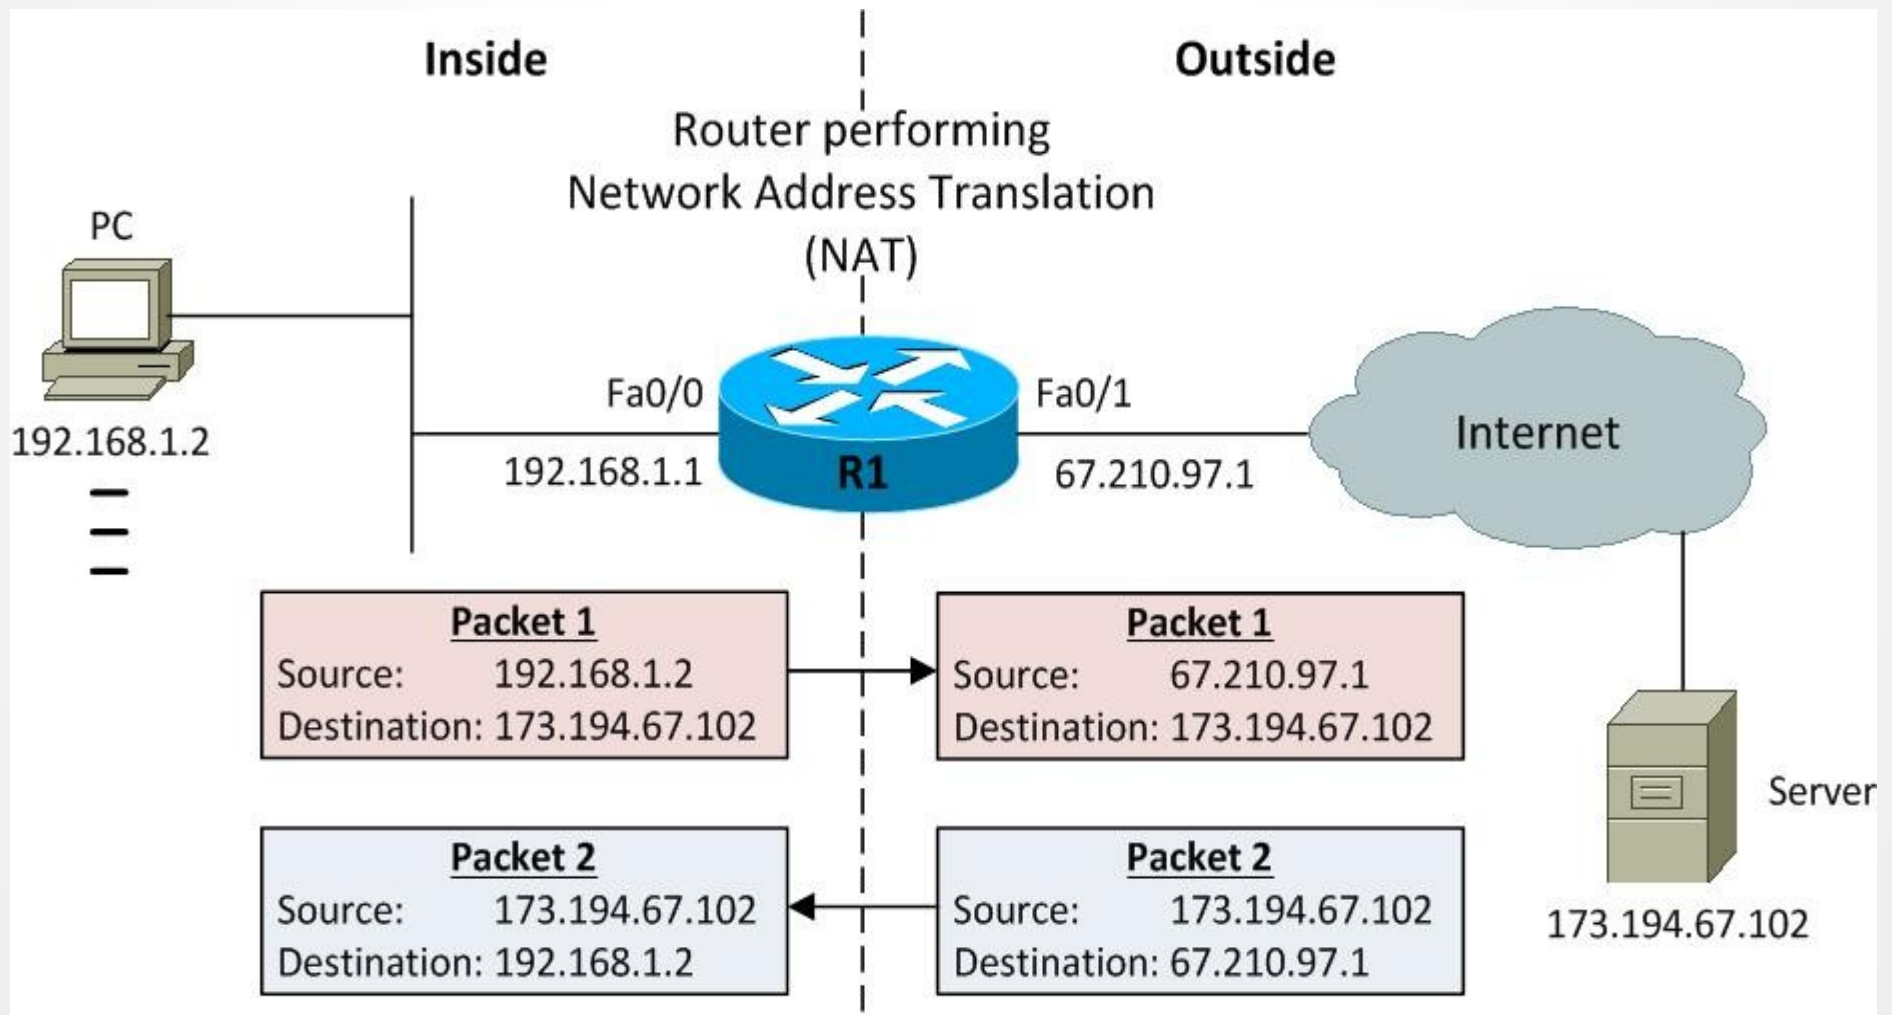 Inside
Outside
Router performing
Network Address Translation
(NAT)
PC
192.168.1.2
Fa0/0
192.168.1.1
R1
Fa0/1
67.210.97.1
Internet
Packet 1
Source: 192.168.1.2
Destination: 173.194.67.102
Packet 1
Source: 67.210.97.1
Destination: 173.194.67.102
Server
173.194.67.102
Packet 2
Source: 173.194.67.102
Destination: 192.168.1.2
Packet 2
Source: 173.194.67.102
Destination: 67.210.97.1